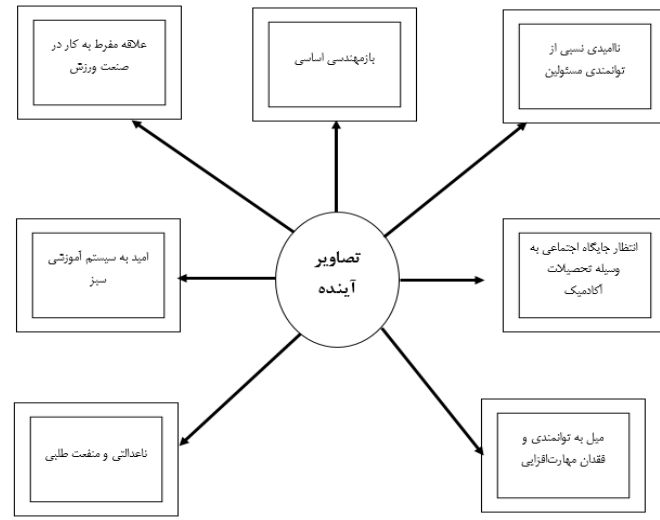 ناامیدی نسبی از
توانمندی مسئولین
بازمهندسی اساسی
علاقه مفرط به کار در
صنعت ورزش
انتظار جایگاه اجتماعی به
وسیله تحصیلات
آکادمیک
تصاویر
آینده
امید به سیستم آموزشی
سبز
میل به توانمندی و
فقدان مهارت‌افزایی
ناعدالتی و منفعت طلبی